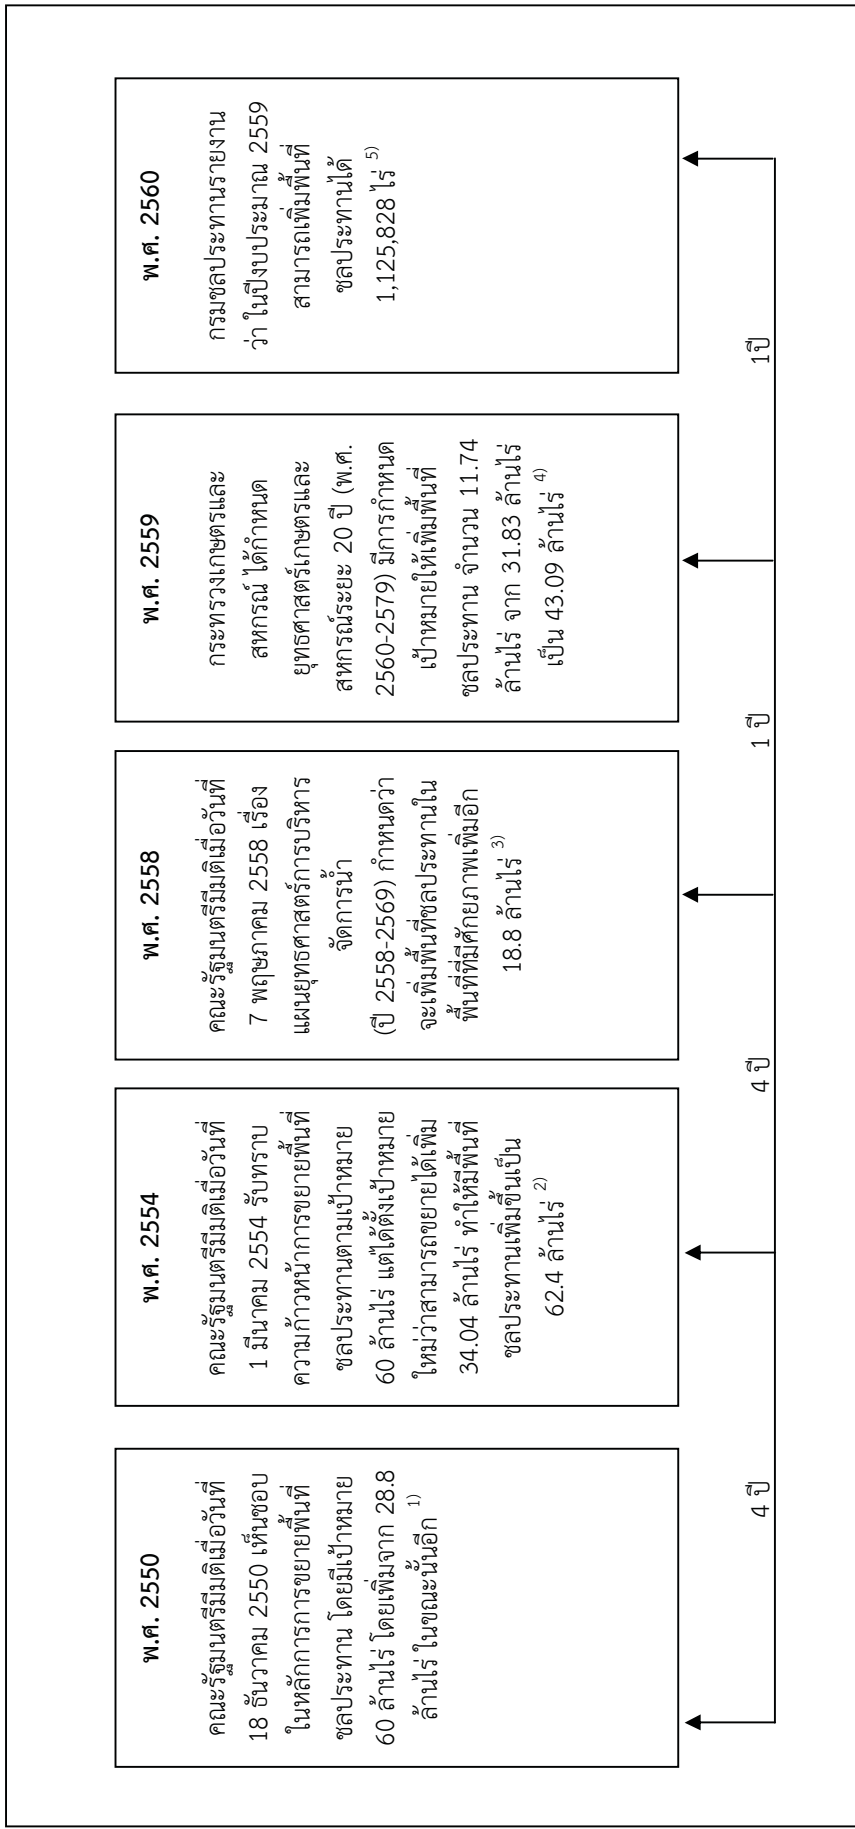 พ.ศ. 2550
คณะรัฐมนตรีมีมติเมื่อวันที่
18 ธันวาคม 2550 เห็นชอบ
ในหลักการการขยายพื้นที่
ชลประทาน โดยมีเป้าหมาย
60 ล้านไร่ โดยเพิ่มจาก 28.8
ล้านไร่ ในขณะนั้นอีก 1)
พ.ศ. 2554
คณะรัฐมนตรีมีมติเมื่อวันที่
1 มีนาคม 2554 รับทราบ
ความก้าวหน้าการขยายพื้นที่
ชลประทานตามเป้าหมาย
60 ล้านไร่ แต่ได้ตั้งเป้าหมาย
ใหม่ว่าสามารถขยายได้เพิ่ม
34.04 ล้านไร่ ทำให้มีพื้นที่
ชลประทานเพิ่มขึ้นเป็น
62.4 ล้านไร่ 2)
พ.ศ. 2558
คณะรัฐมนตรีมีมติเมื่อวันที่
7 พฤษภาคม 2558 เรื่อง
แผนยุทธศาสตร์การบริหาร
จัดการน้ำ
(ปี 2558-2569) กำหนดว่า
จะเพิ่มพื้นที่ชลประทานใน
พื้นที่ที่มีศักยภาพเพิ่มอีก
18.8 ล้านไร่ 3)
พ.ศ. 2559
กระทรวงเกษตรและ
สหกรณ์ ได้กำหนด
ยุทธศาสตร์เกษตรและ
สหกรณ์ระยะ 20 ปี (พ.ศ.
2560-2579) มีการกำหนด
เป้าหมายให้เพิ่มพื้นที่
ชลประทาน จำนวน 11.74
ล้านไร่ จาก 31.83 ล้านไร่
เป็น 43.09 ล้านไร่ 4)
พ.ศ. 2560
กรมชลประทานรายงาน
ว่า ในปีงบประมาณ 2559
สามารถเพิ่มพื้นที่
ชลประทานได้
1,125,828 ไร่ 5)
4 ปี
4 ปี
1 ปี
1ปี